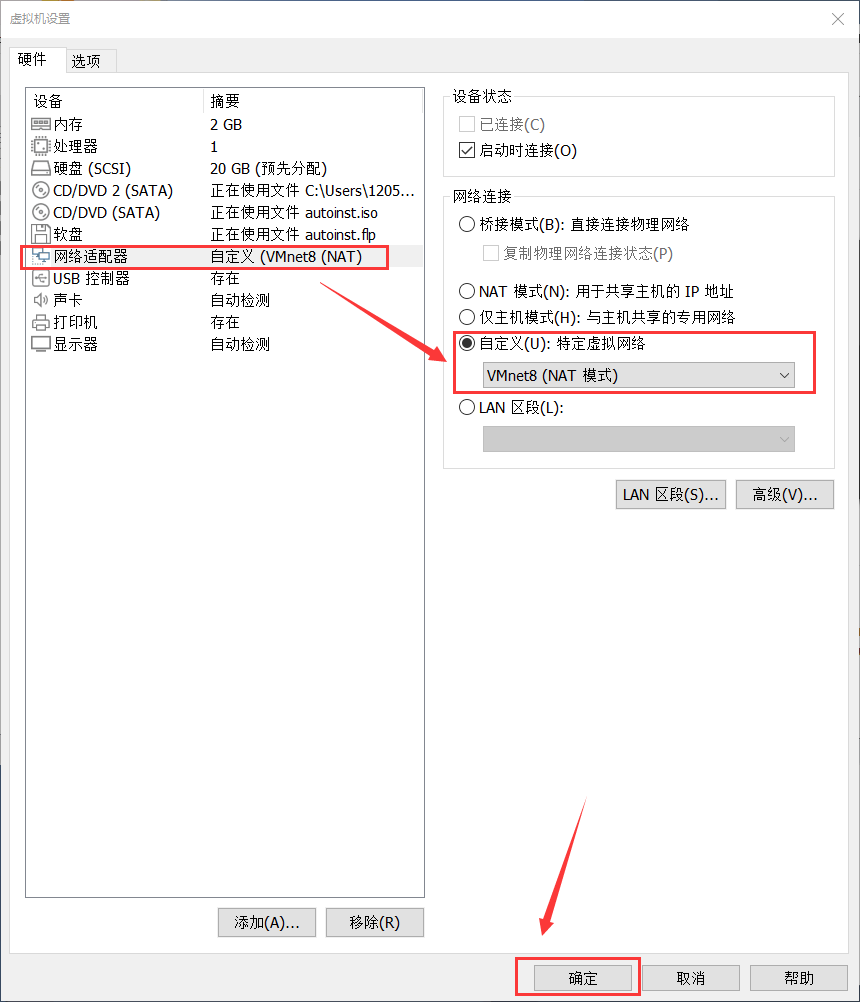 虚拟机设置
硬件 选项
设备 摘要
内存 2 GB
处理器 1
硬盘 (SCSI) 20 GB (预先分配)
CD/DVD 2 (SATA) 正在使用文件 C:\Users\1205...
CD/DVD (SATA) 正在使用文件 autoinst.iso
软盘 正在使用文件 autoinst.flp
网络适配器 自定义 (VMnet8 (NAT)
USB 控制器 存在
声卡 自动检测
打印机 存在
显示器 自动检测
添加(A)... 移除(R)
设备状态
已连接(C)
启动时连接(O)
网络连接
桥接模式(B): 直接连接物理网络
复制物理网络连接状态(P)
NAT 模式(N): 用于共享主机的 IP 地址
仅主机模式(H): 与主机共享的专用网络
自定义(U): 特定虚拟网络
VMnet8 (NAT 模式)
LAN 区段(L):
LAN 区段(S)... 高级(V)...
确定 取消 帮助